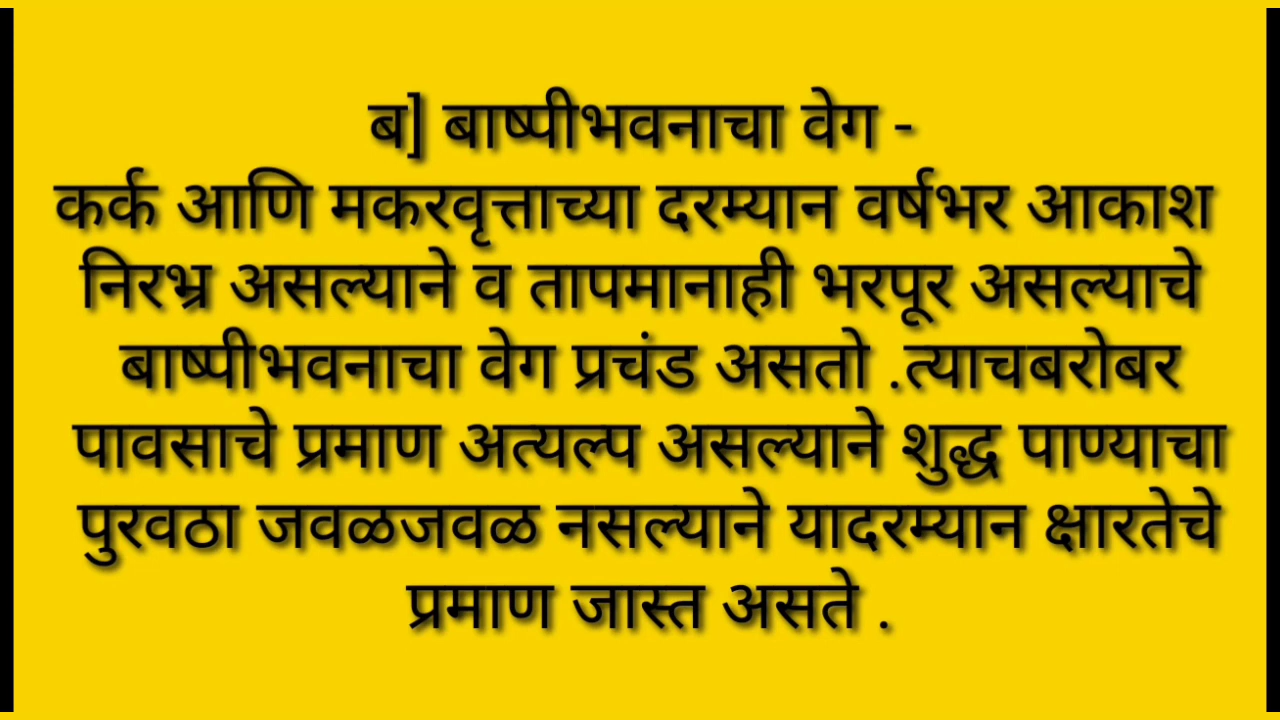 ब] बाष्पीभवनाचा वेग -
कर्क आणि मकरवृत्ताच्या दरम्यान वर्षभर आकाश
निरभ्र असल्याने व तापमानाही भरपूर असल्याचे
बाष्पीभवनाचा वेग प्रचंड असतो .त्याचबरोबर
पावसाचे प्रमाण अत्यल्प असल्याने शुद्ध पाण्याचा
पुरवठा जवळजवळ नसल्याने यादरम्यान क्षारतेचे
प्रमाण जास्त असते .